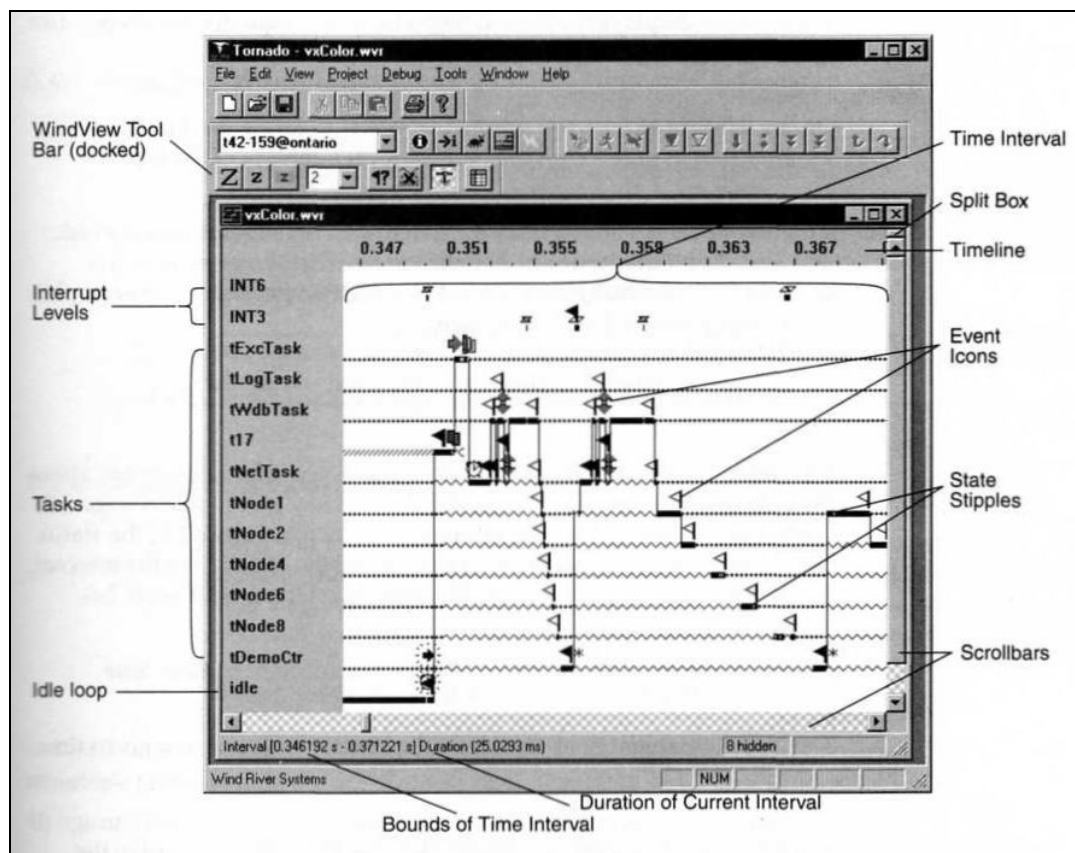 Tornado - vxColor.wvr
File Edit View Project Debug Tools Window Help
WindView Tool
Bar (docked)
t42-159@ontario
2
Time Interval
vxColor.wvr
Split Box
0.347 0.351 0.355 0.358 0.363 0.367
Timeline
Interrupt
Levels
INT6
INT3
tExcTask
tLogTask
tWdbTask
t17
tNetTask
tNode1
tNode2
tNode4
tNode6
tNode8
tDemoCtr
idle
Event
Icons
State
Stipples
Tasks
Scrollbars
Idle loop
Interval [0.346192 s - 0.371221 s] Duration (25.0293 ms) 8 hidden
Wind River Systems NUM
Duration of Current Interval
Bounds of Time Interval